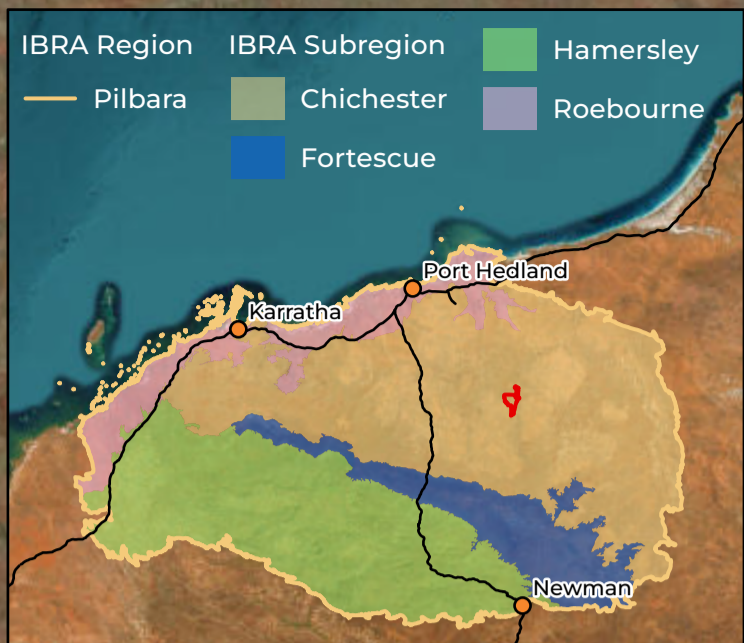 IBRA Region
Pilbara
IBRA Subregion
Chichester
Fortescue
Hamersley
Roebourne
Port Hedland
Karratha
Newman